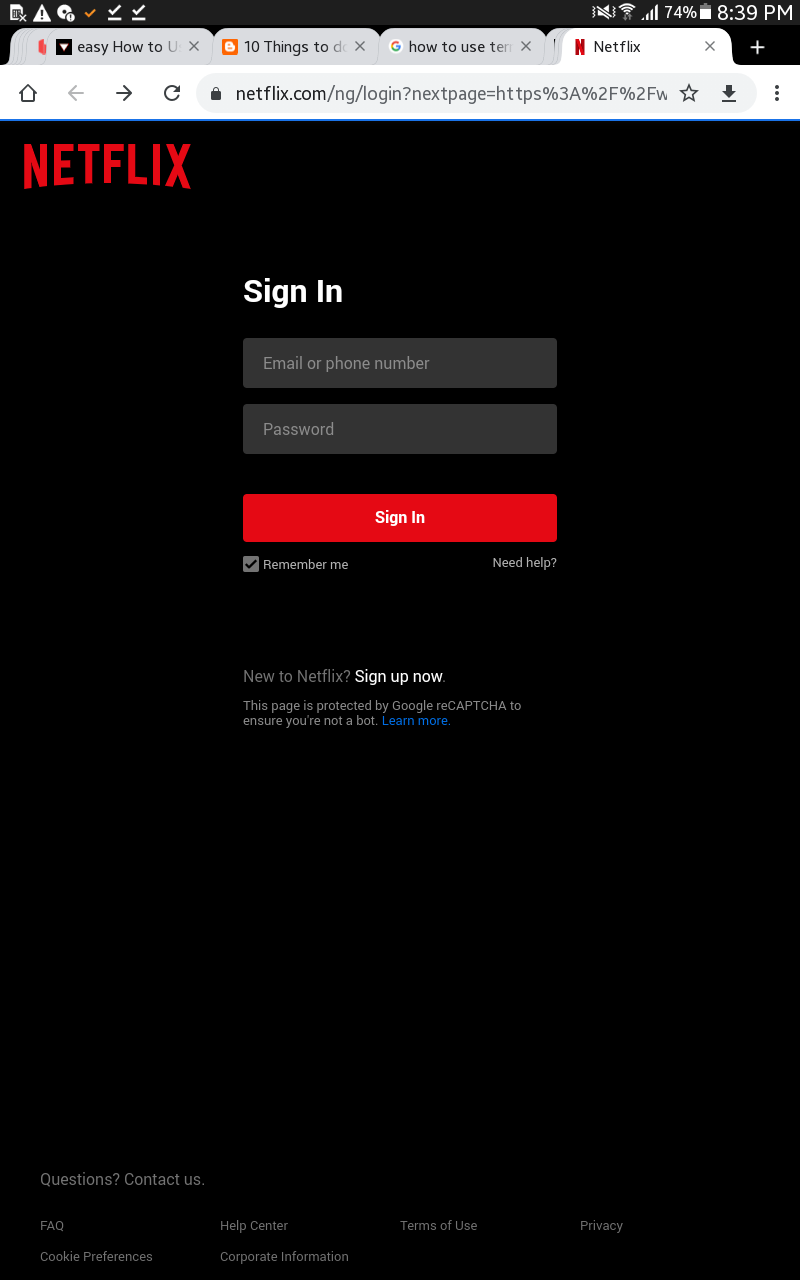 74% 8:39 PM
easy How to U
10 Things to do
how to use ter
Netflix
netflix.com/ng/login?nextpage=https%3A%2F%2Fw
NETFLIX
Sign In
Email or phone number
Password
Sign In
Remember me
Need help?
New to Netflix? Sign up now.
This page is protected by Google reCAPTCHA to
ensure you're not a bot. Learn more.
Questions? Contact us.
FAQ Help Center Terms of Use Privacy
Cookie Preferences Corporate Information